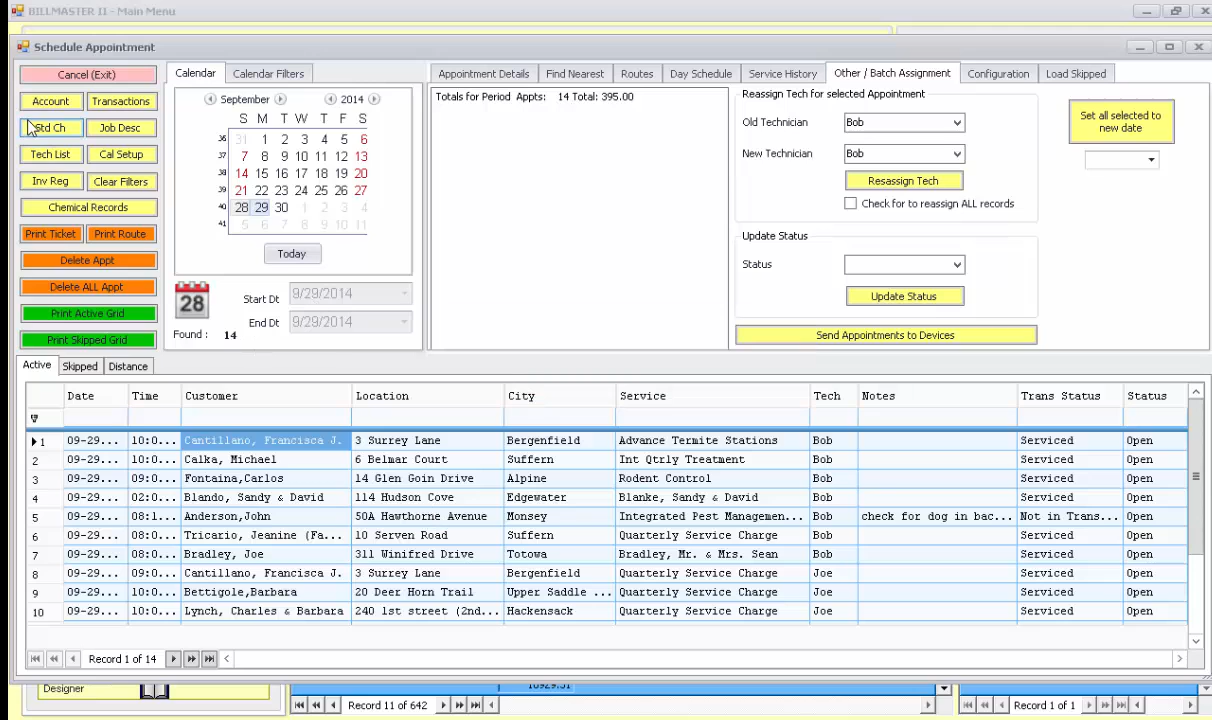 BILLMASTER II - Main Menu
Schedule Appointment
Cancel (Exit)
Account Transactions
Std Ch Job Desc
Tech List Cal Setup
Inv Reg Clear Filters
Chemical Records
Print Ticket Print Route
Delete Appt
Delete ALL Appt
Print Active Grid
Print Skipped Grid
Calendar Calendar Filters
September 2014
S M T W T F S
36 31 1 2 3 4 5 6
37 7 8 9 10 11 12 13
38 14 15 16 17 18 19 20
39 21 22 23 24 25 26 27
40 28 29 30 1 2 3 4
41 5 6 7 8 9 10 11
Today
28
Start Dt 9/29/2014
End Dt 9/29/2014
Found : 14
Appointment Details Find Nearest Routes Day Schedule Service History Other / Batch Assignment Configuration Load Skipped
Totals for Period Appts: 14 Total: 395.00
Reassign Tech for selected Appointment
Old Technician Bob
New Technician Bob
Reassign Tech
Check for to reassign ALL records
Update Status
Status
Update Status
Send Appointments to Devices
Set all selected to
new date
Active Skipped Distance
Date Time Customer Location City Service Tech Notes Trans Status Status
1 09-29... 10:0... Cantillano, Francisca J. 3 Surrey Lane Bergenfield Advance Termite Stations Bob Serviced Open
2 09-29... 10:0... Calka, Michael 6 Belmar Court Suffern Int Qtrly Treatment Bob Serviced Open
3 09-29... 09:0... Fontaina,Carlos 14 Glen Goin Drive Alpine Rodent Control Bob Serviced Open
4 09-29... 02:0... Blando, Sandy & David 114 Hudson Cove Edgewater Blanke, Sandy & David Bob Serviced Open
5 09-29... 08:1... Anderson,John 50A Hawthorne Avenue Monsey Integrated Pest Managemen... Bob check for dog in bac... Not in Trans... Open
6 09-29... 08:0... Tricario, Jeanine (Fa... 10 Serven Road Suffern Quarterly Service Charge Bob Serviced Open
7 09-29... 08:0... Bradley, Joe 311 Winifred Drive Totowa Bradley, Mr. & Mrs. Sean Bob Serviced Open
8 09-29... 09:0... Cantillano, Francisca J. 3 Surrey Lane Bergenfield Quarterly Service Charge Joe Serviced Open
9 09-29... 10:0... Bettigole,Barbara 20 Deer Horn Trail Upper Saddle ... Quarterly Service Charge Joe Serviced Open
10 09-29... 10:0... Lynch, Charles & Barbara 240 1st street (2nd... Hackensack Quarterly Service Charge Joe Serviced Open
Record 1 of 14
Designer
Record 11 of 642
Record 1 of 1